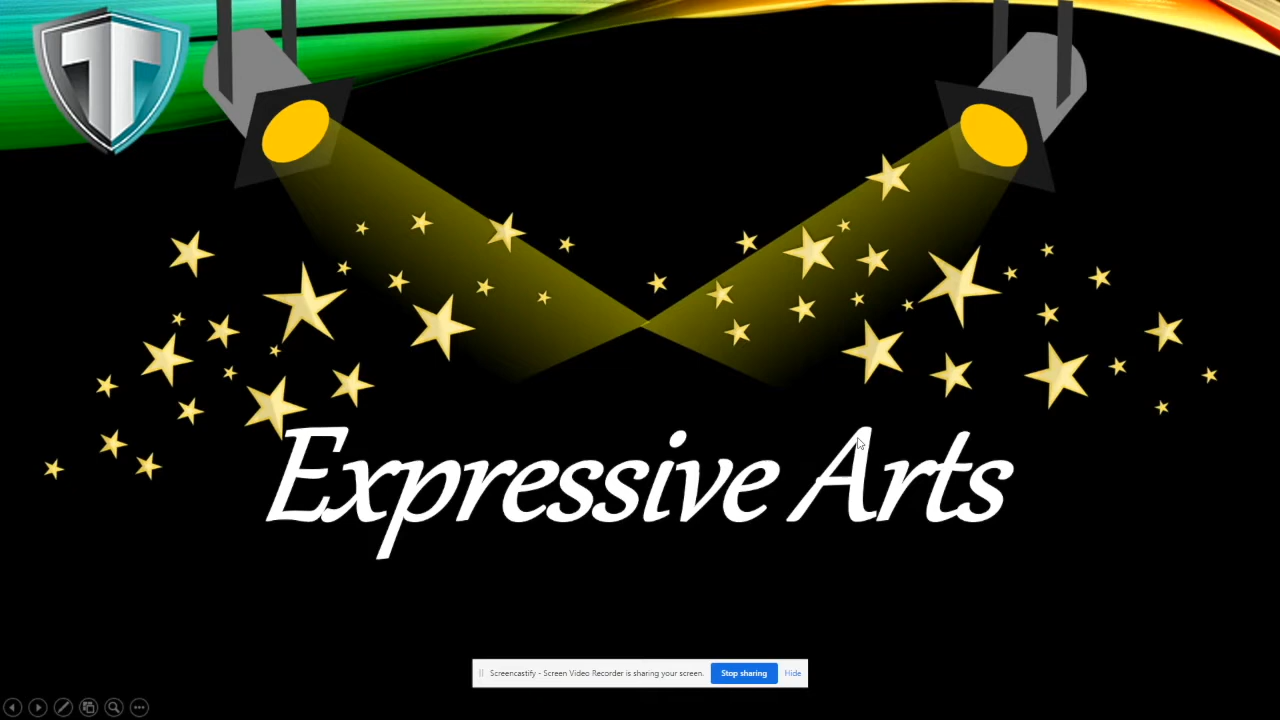 T
Expressive Arts
Screencastify - Screen Video Recorder is sharing your screen. Stop sharing Hide